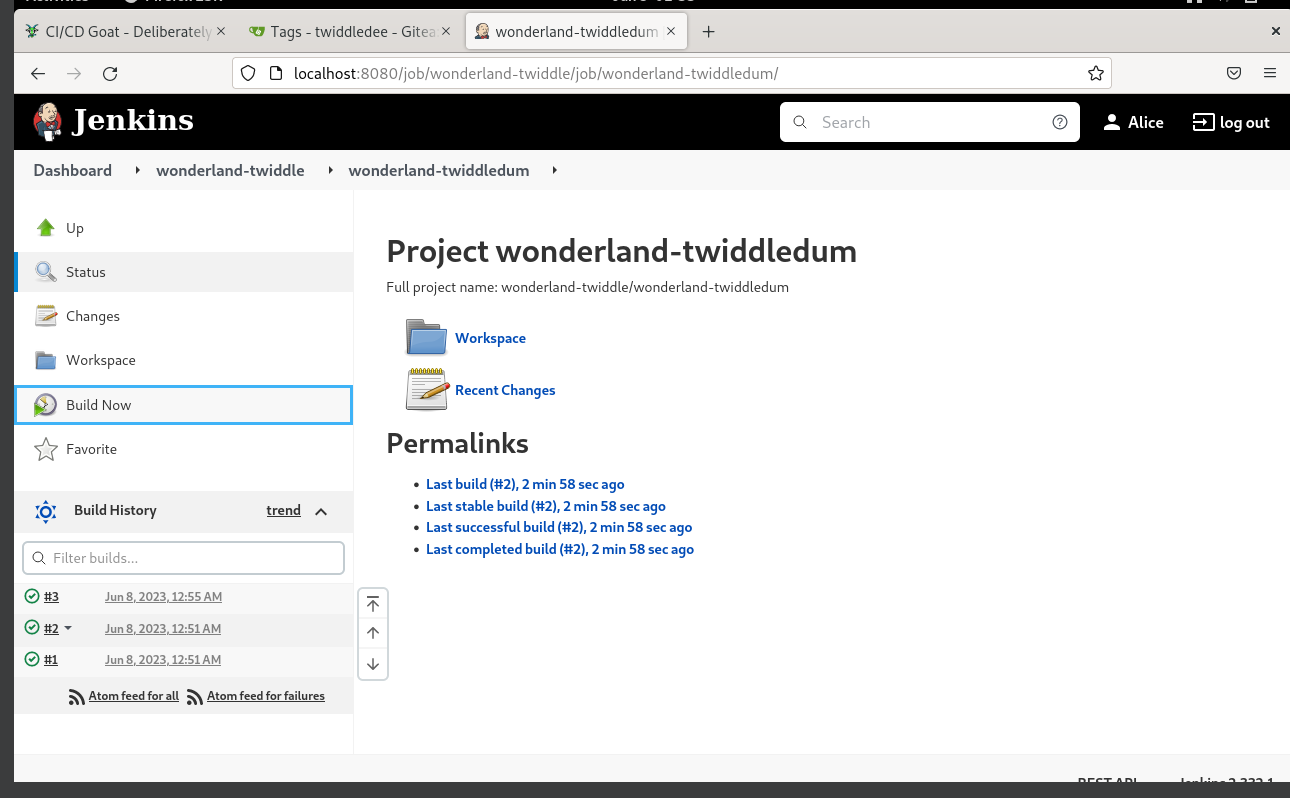 CI/CD Goat - Deliberately
Tags - twiddledee - Gitea
wonderland-twiddledum
localhost:8080/job/wonderland-twiddle/job/wonderland-twiddledum/
Jenkins
Search
Alice
log out
Dashboard
wonderland-twiddle
wonderland-twiddledum
Up
Status
Changes
Workspace
Build Now
Favorite
Build History
trend
Filter builds...
#3 Jun 8, 2023, 12:55 AM
#2 Jun 8, 2023, 12:51 AM
#1 Jun 8, 2023, 12:51 AM
Atom feed for all Atom feed for failures
Project wonderland-twiddledum
Full project name: wonderland-twiddle/wonderland-twiddledum
Workspace
Recent Changes
Permalinks
Last build (#2), 2 min 58 sec ago
Last stable build (#2), 2 min 58 sec ago
Last successful build (#2), 2 min 58 sec ago
Last completed build (#2), 2 min 58 sec ago
REST API